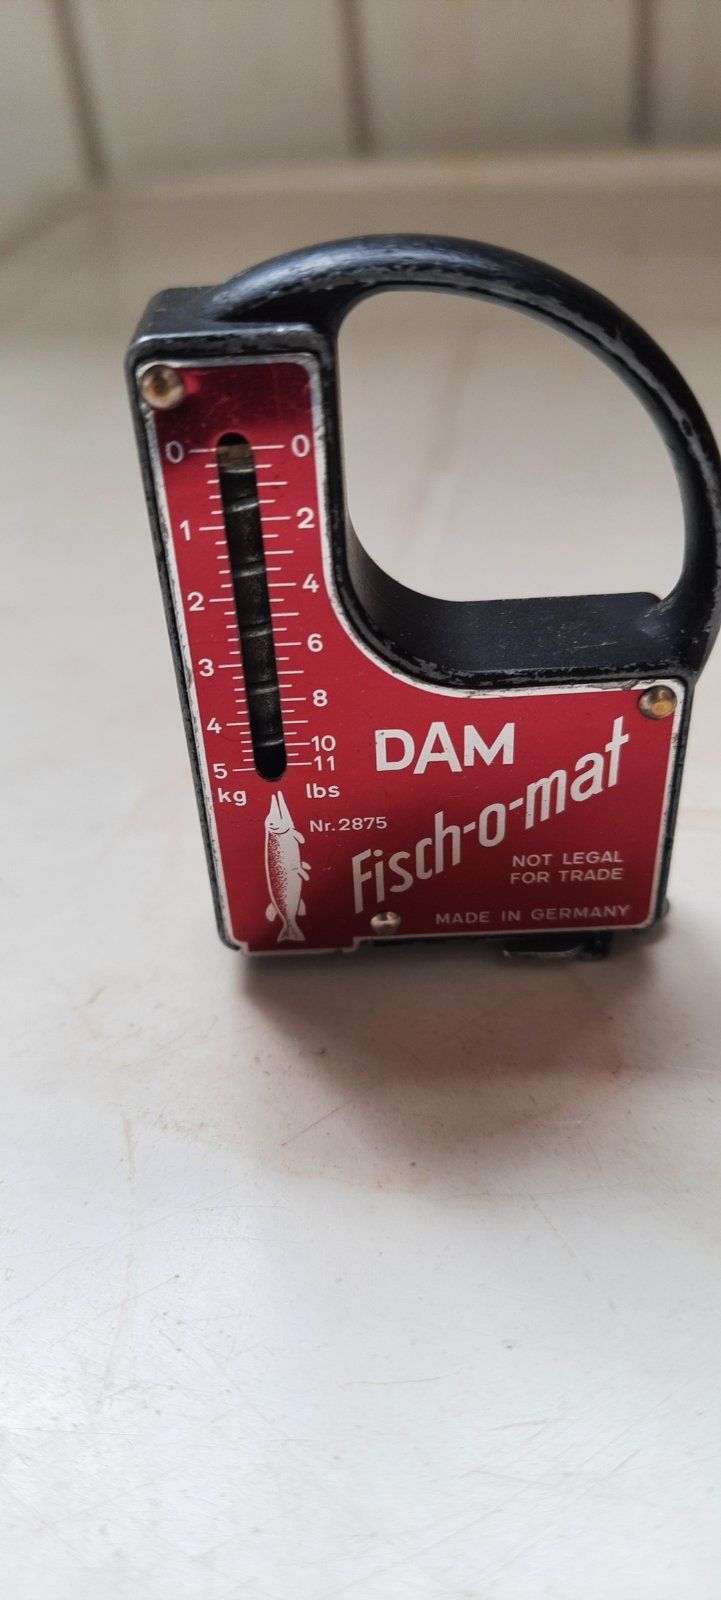 0 0
1 2
2 4
3 6
4 8
10
5 11
kg lbs
Nr. 2875
DAM
Fisch-o-mat
NOT LEGAL
FOR TRADE
MADE IN GERMANY